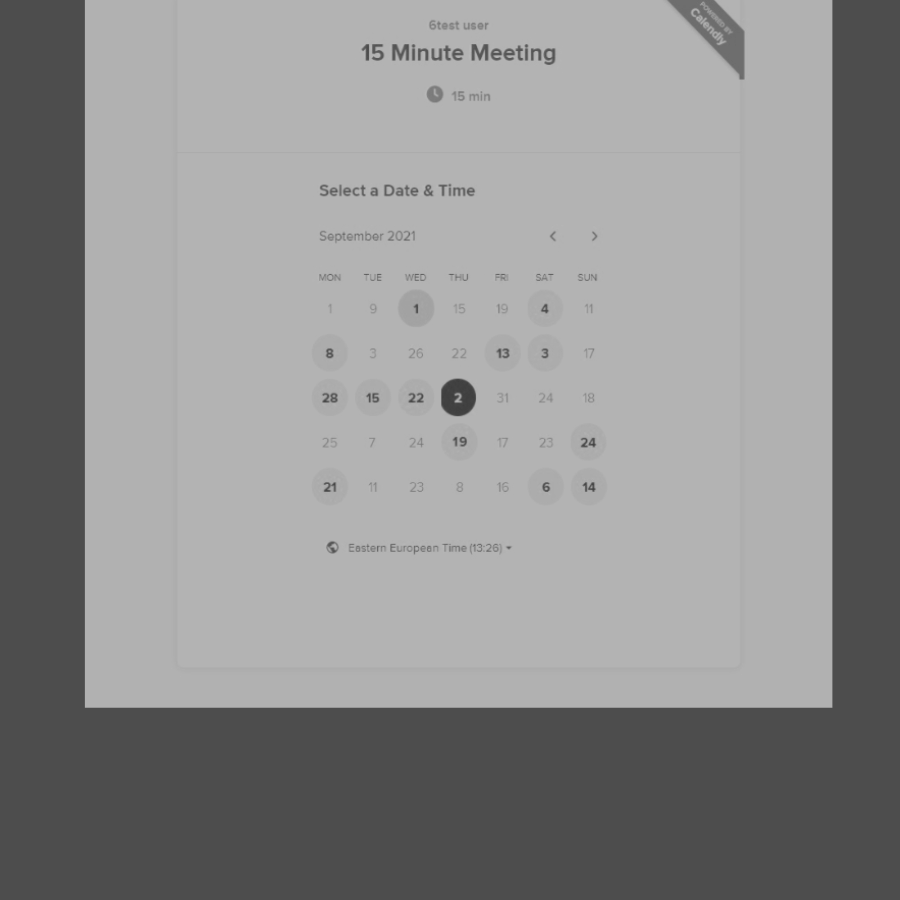 POWERED BY
Calendly
6test user
15 Minute Meeting
15 min
Select a Date & Time
September 2021
MON TUE WED THU FRI SAT SUN
1 9 1 15 19 4 11
8 3 26 22 13 3 17
28 15 22 2 31 24 18
25 7 24 19 17 23 24
21 11 23 8 16 6 14
Eastern European Time (13:26)